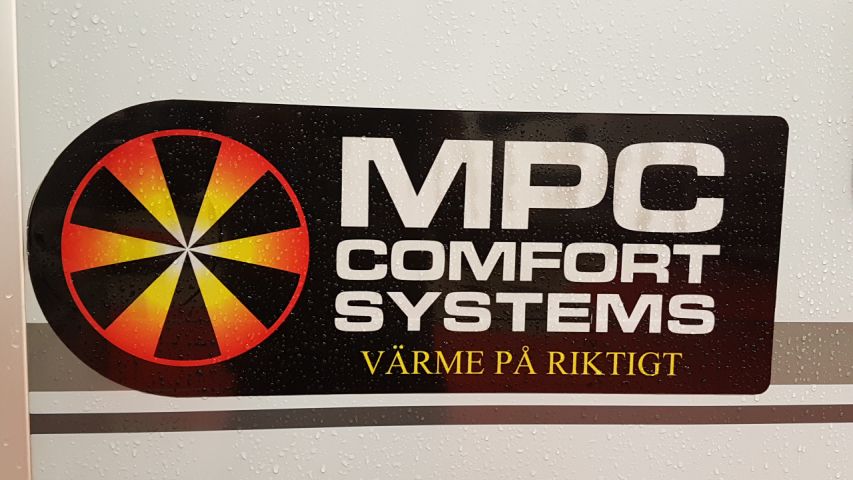 MPC
COMFORT
SYSTEMS
VÄRME PÅ RIKTIGT